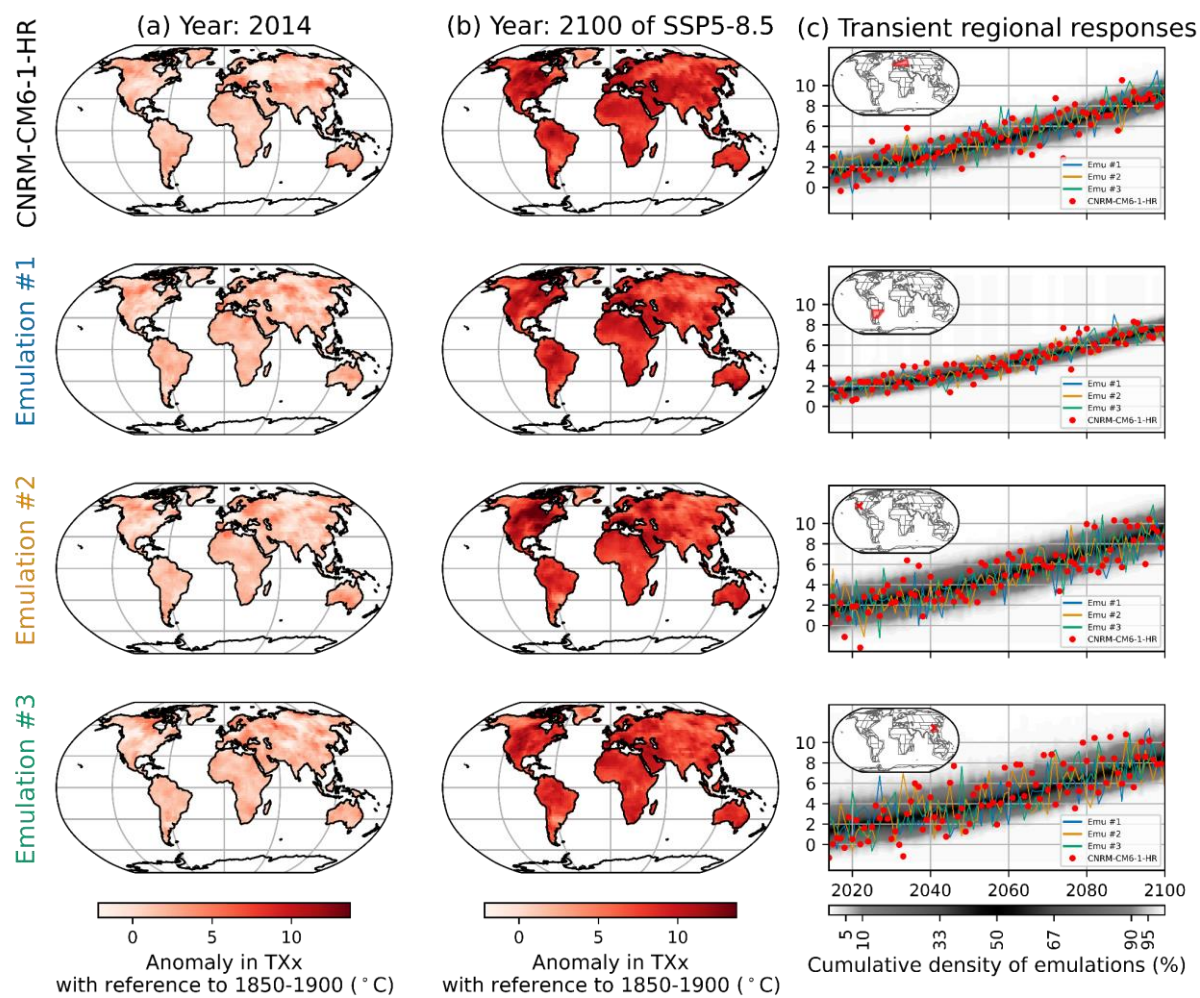 (a) Year: 2014
(b) Year: 2100 of SSP5-8.5
(c) Transient regional responses
CNRM-CM6-1-HR
10
8
6
4
2
0
Emu #1
Emu #2
Emu #3
CNRM-CM6-1-HR
Emulation #1
10
8
6
4
2
0
Emu #1
Emu #2
Emu #3
CNRM-CM6-1-HR
Emulation #2
10
8
6
4
2
0
Emu #1
Emu #2
Emu #3
CNRM-CM6-1-HR
Emulation #3
10
8
6
4
2
0
Emu #1
Emu #2
Emu #3
CNRM-CM6-1-HR
2020 2040 2060 2080 2100
0 5 10
Anomaly in TXx
with reference to 1850-1900 (°C)
0 5 10
Anomaly in TXx
with reference to 1850-1900 (°C)
5 10 33 50 67 90 95
Cumulative density of emulations (%)